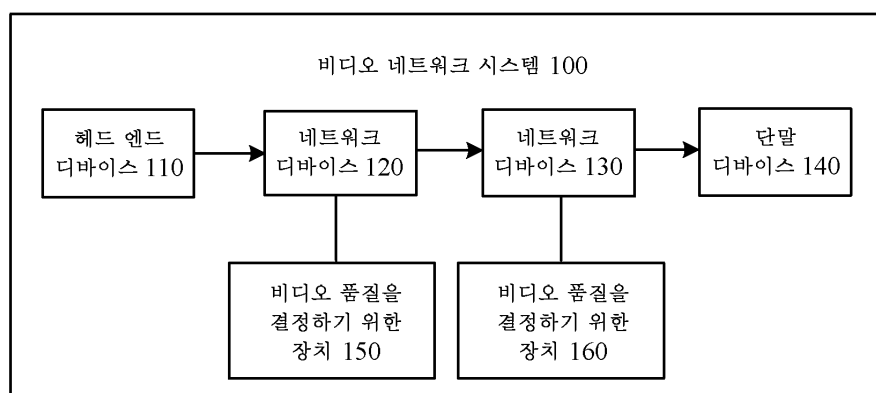 비디오 네트워크 시스템 100
헤드 엔드
디바이스 110
네트워크
디바이스 120
네트워크
디바이스 130
단말
디바이스 140
비디오 품질을
결정하기 위한
장치 150
비디오 품질을
결정하기 위한
장치 160